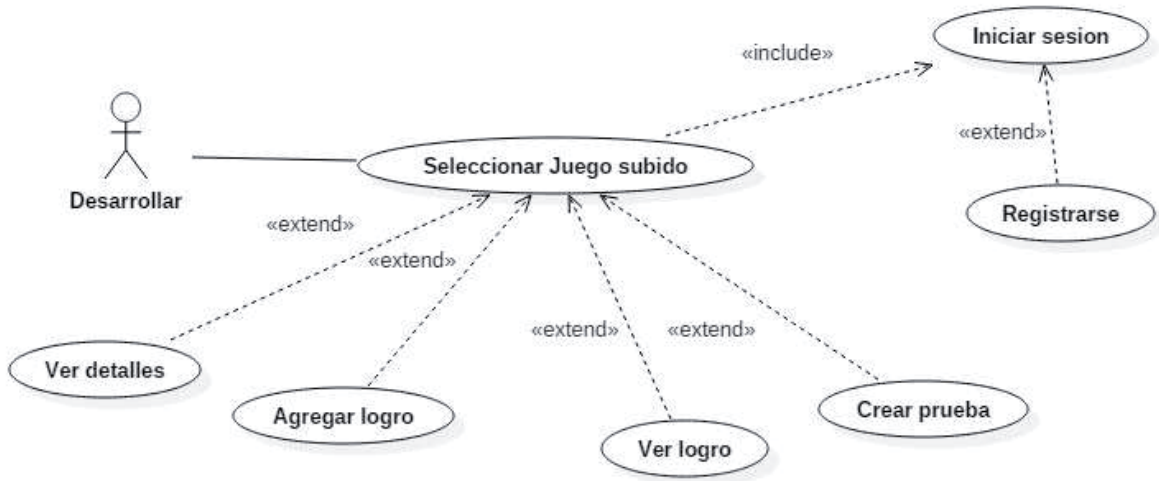 Iniciar sesion
«include»
«extend»
Seleccionar Juego subido
Desarrollar
Registrarse
«extend»
«extend»
«extend»
«extend»
Ver detalles
Agregar logro
Crear prueba
Ver logro